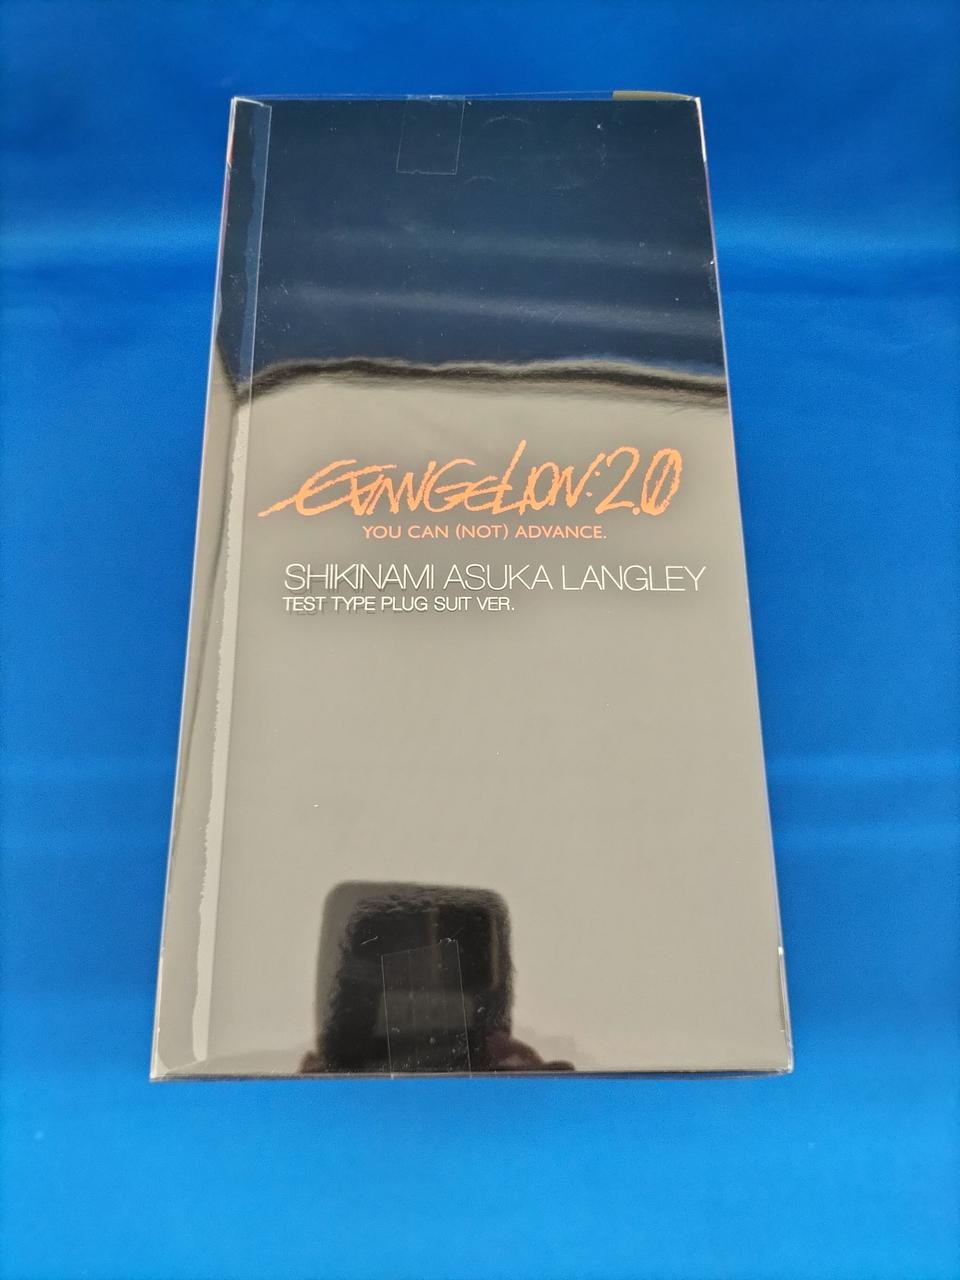 EVANGELION:2.0
YOU CAN (NOT) ADVANCE.
SHIKINAMI ASUKA LANGLEY
TEST TYPE PLUG SUIT VER.